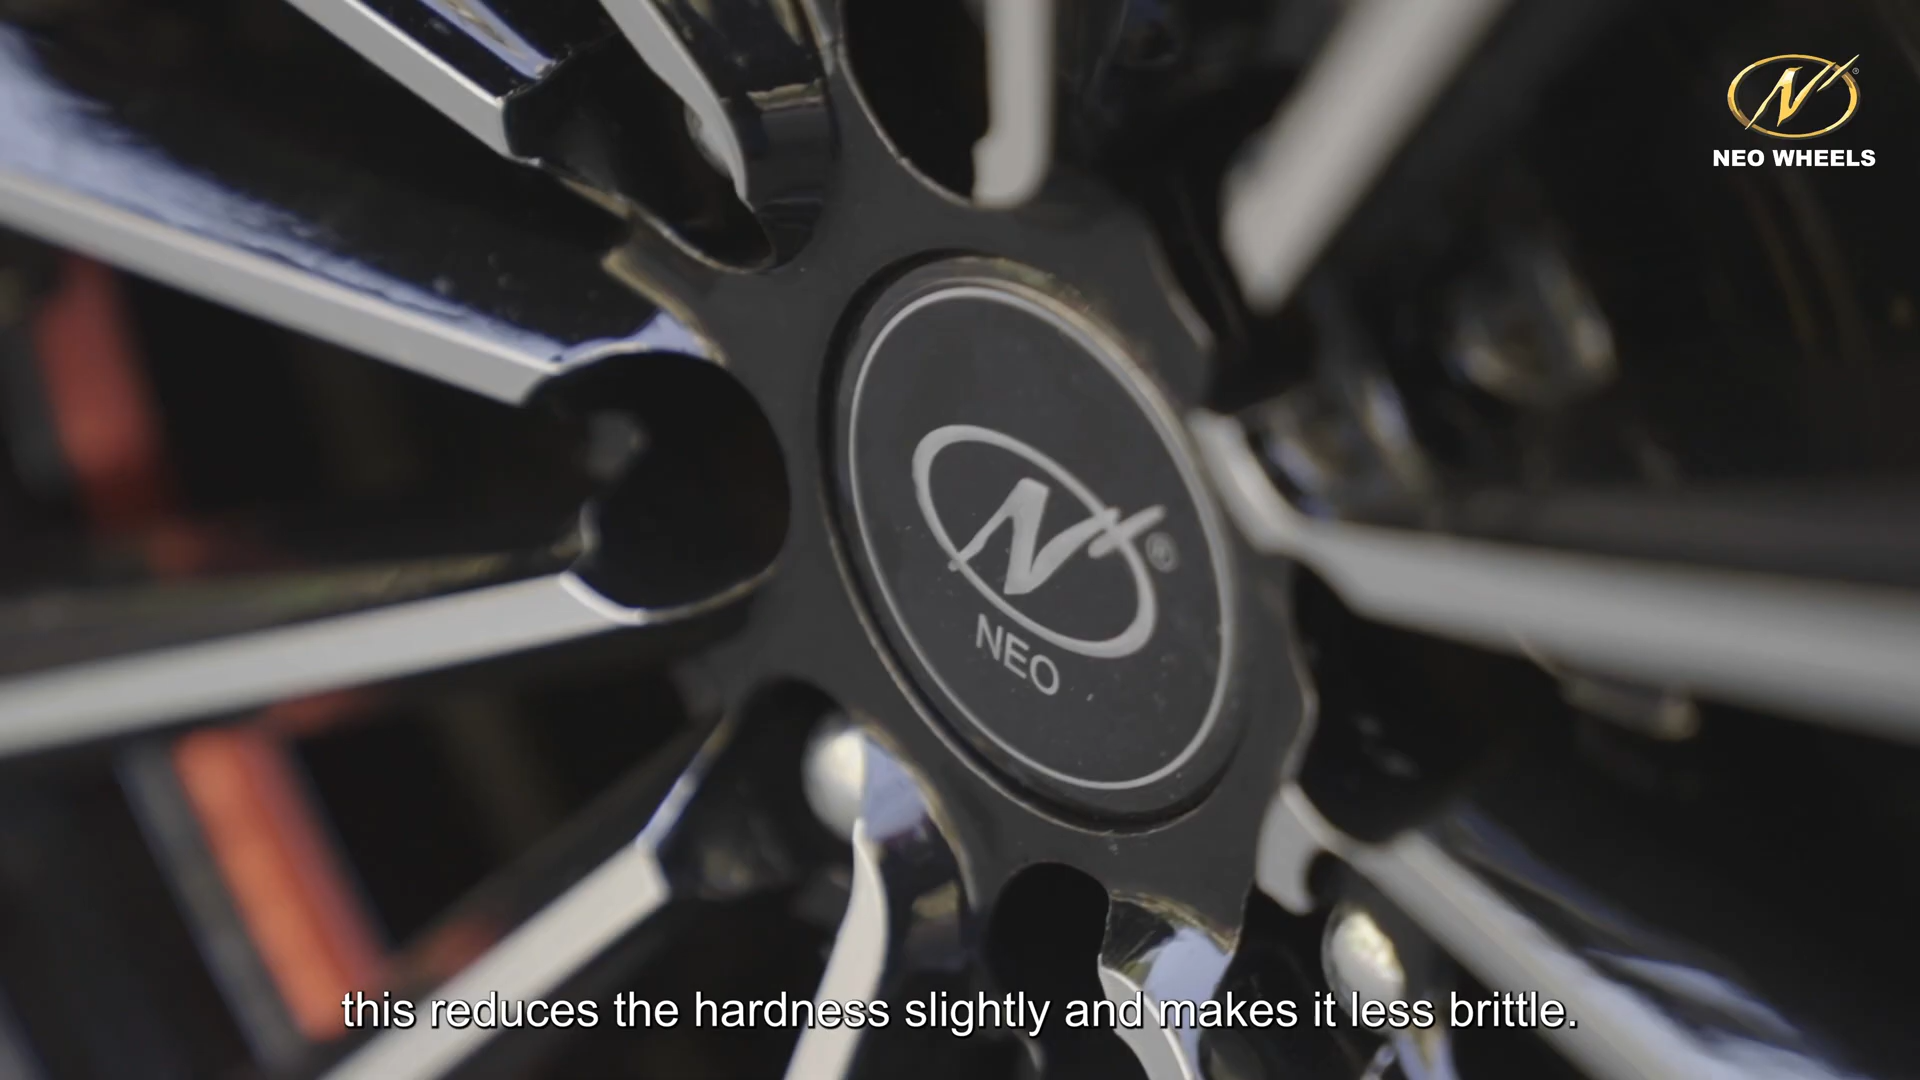 N
®
NEO WHEELS
N
®
NEO
this reduces the hardness slightly and makes it less brittle.